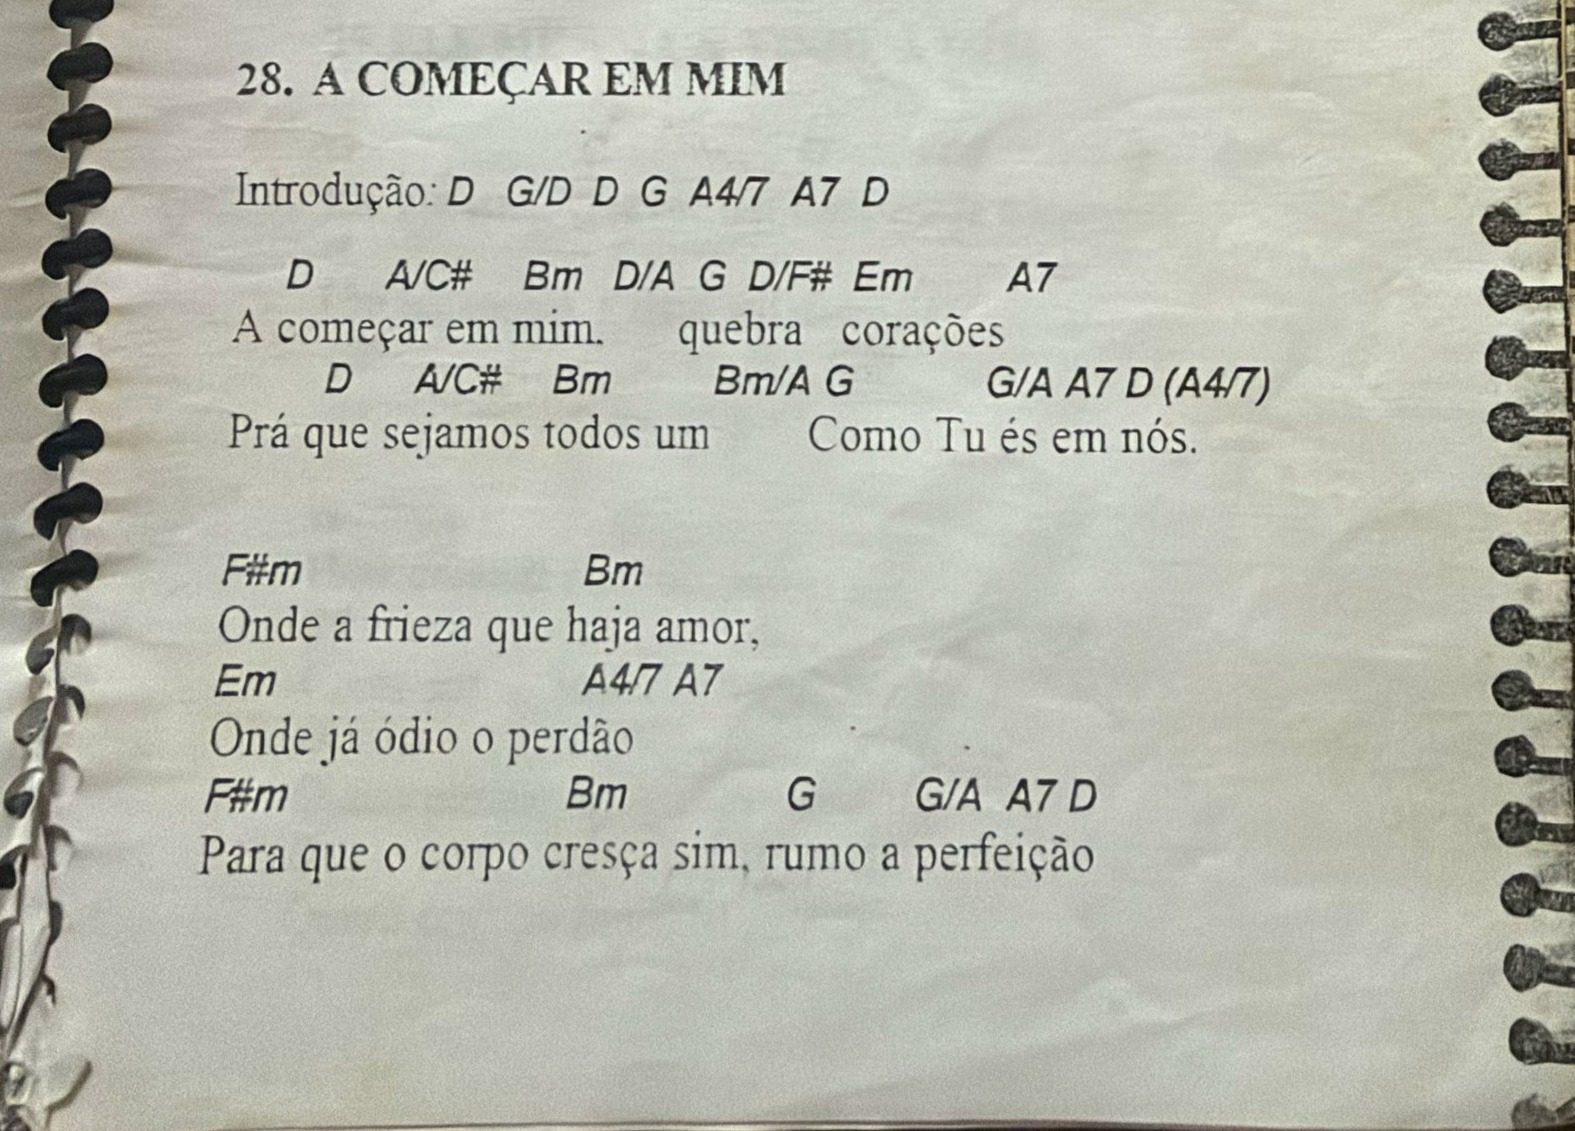 28. A COMEÇAR EM MIM
Introdução: D G/D D G A4/7 A7 D
D A/C# Bm D/A G D/F# Em A7
A começar em mim. quebra corações
D A/C# Bm Bm/A G G/A A7 D (A4/7)
Prá que sejamos todos um Como Tu és em nós.
F#m Bm
Onde a frieza que haja amor,
Em A4/7 A7
Onde já ódio o perdão
F#m Bm G G/A A7 D
Para que o corpo cresça sim, rumo a perfeição